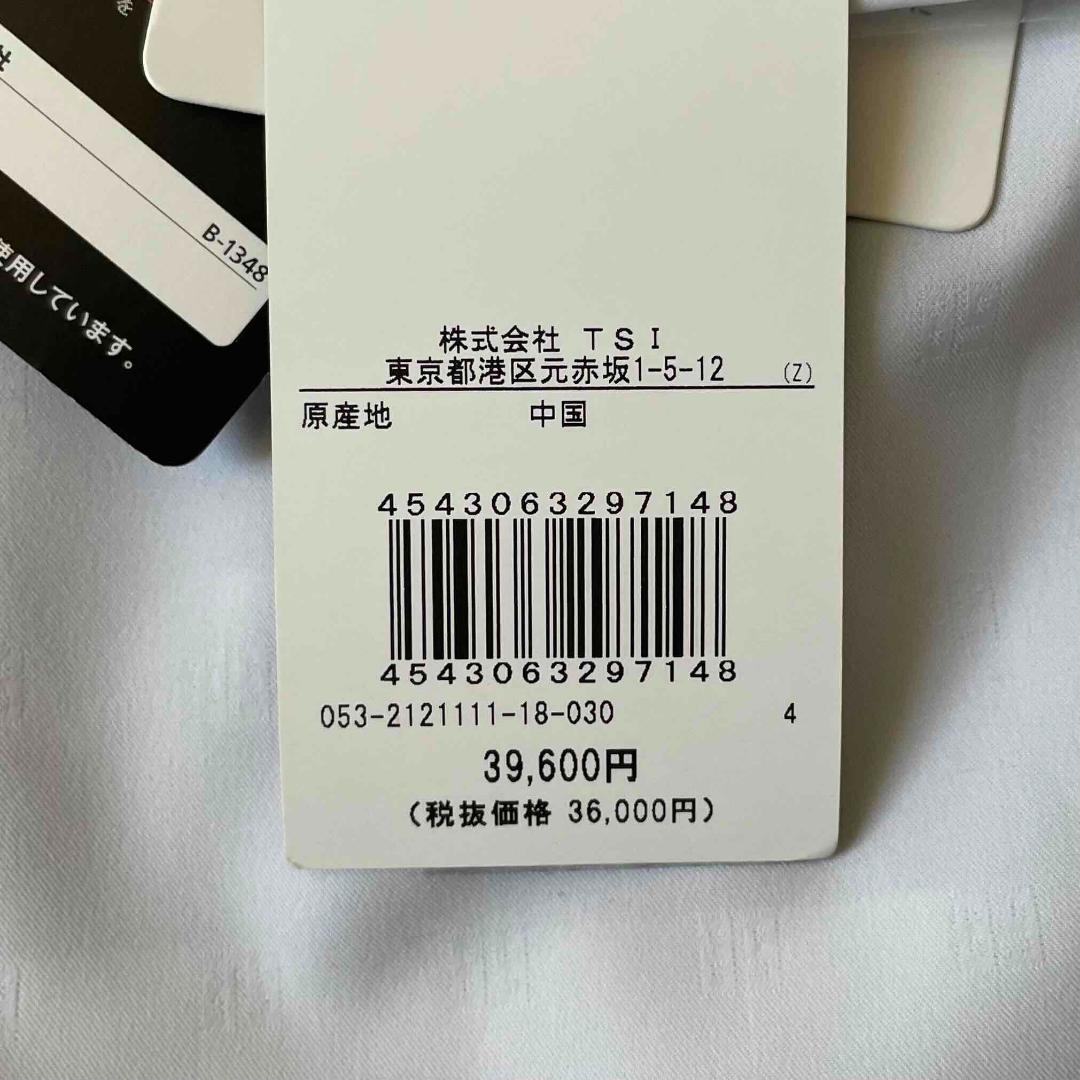 を
社
B-1348
使用しています。
株式会社 TSI
東京都港区元赤坂1-5-12 (Z)
原産地 中国
4543063297148
4543063297148
053-2121111-18-030 4
39,600円
(税抜価格 36,000円)